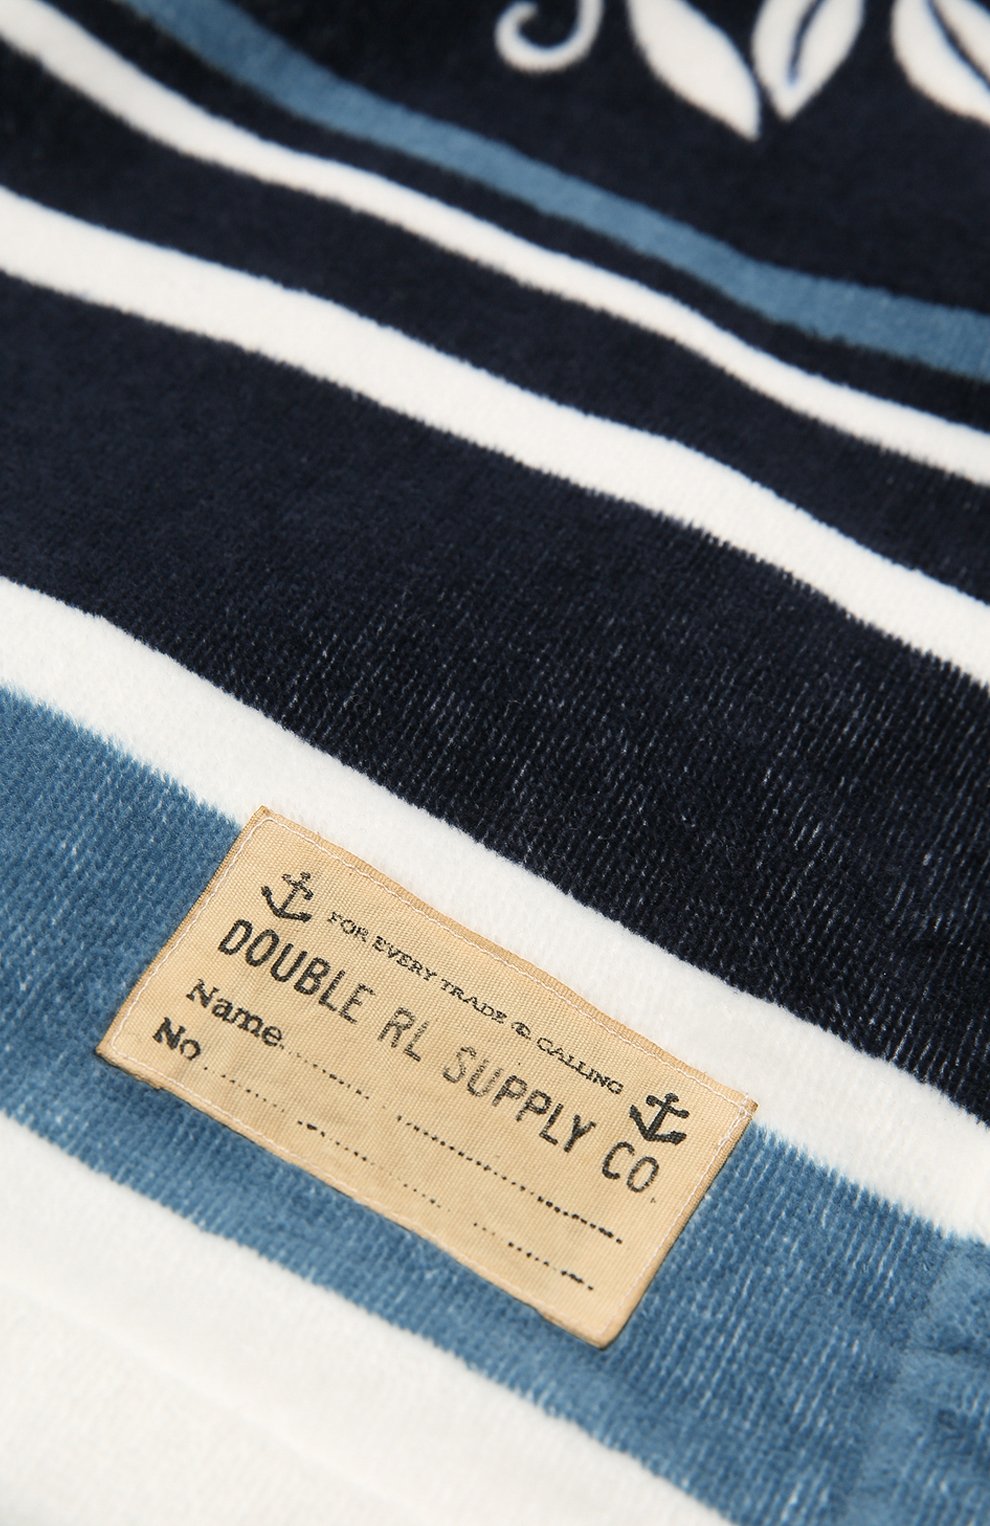 FOR EVERY TRADE & CALLING
DOUBLE RL SUPPLY CO.
Name
No